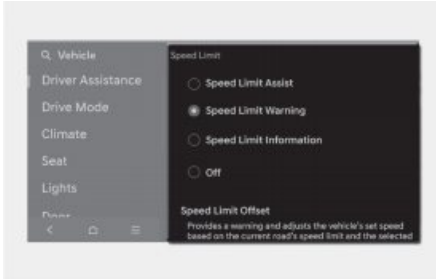 Vehicle
Driver Assistance
Drive Mode
Climate
Seat
Lights
Door
Speed Limit
Speed Limit Assist
Speed Limit Warning
Speed Limit Information
Off
Speed Limit Offset
Provides a warning and adjusts the vehicle's set speed
based on the current road's speed limit and the selected